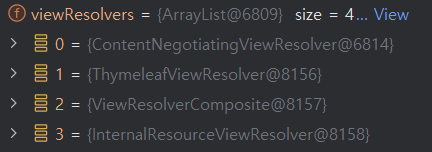 f viewResolvers = {ArrayList@6809} size = 4... View
0 = {ContentNegotiatingViewResolver@6814}
1 = {ThymeleafViewResolver@8156}
2 = {ViewResolverComposite@8157}
3 = {InternalResourceViewResolver@8158}